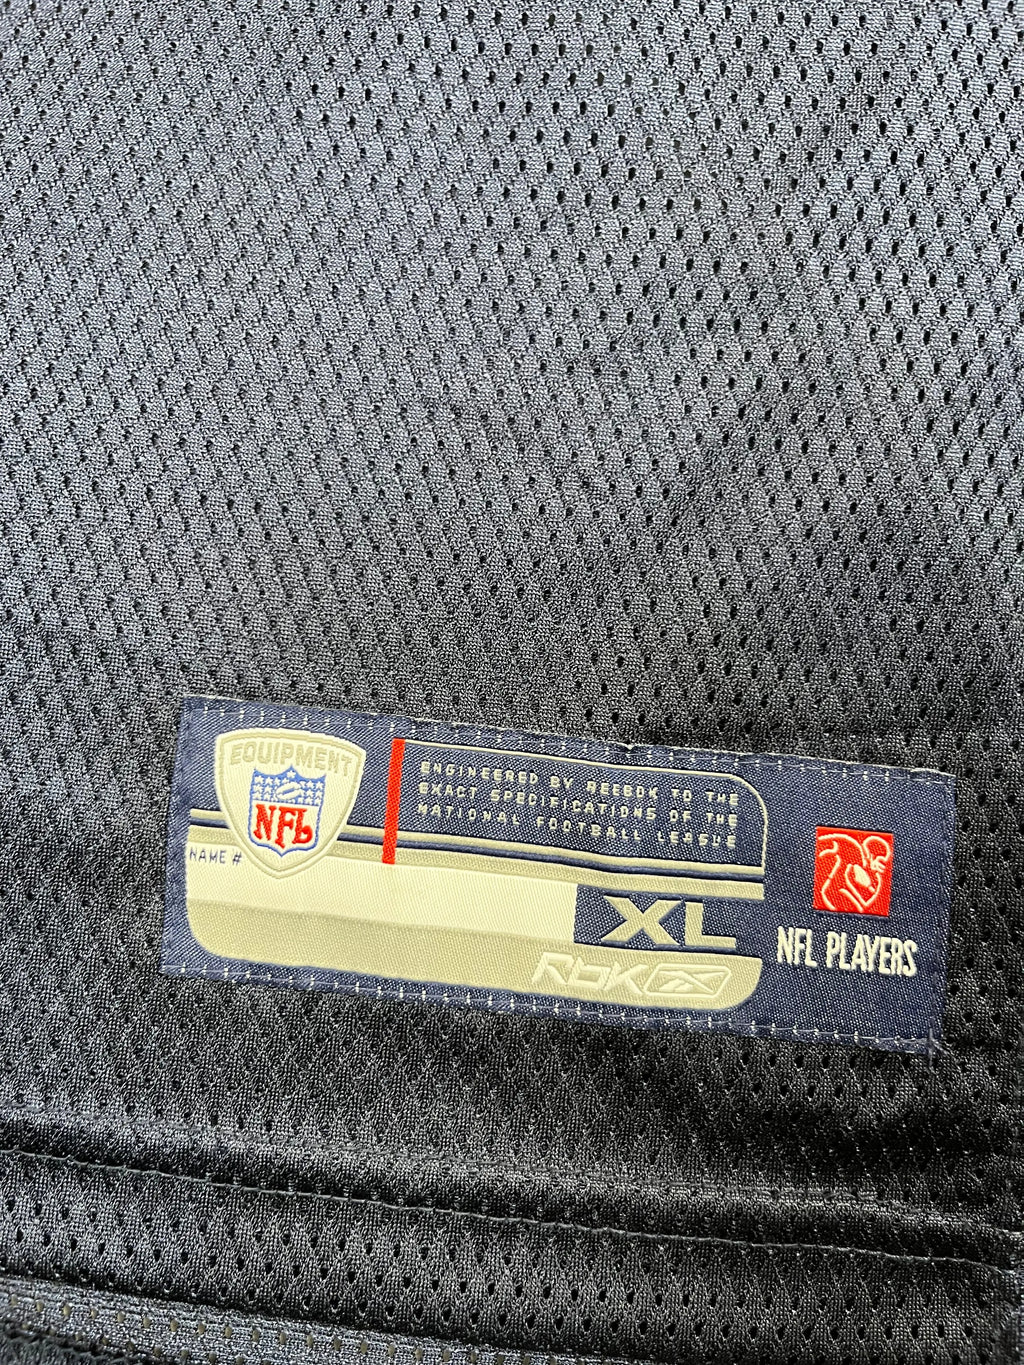 EQUIPMENT
NFL
ENGINEERED BY REEBOK TO THE
EXACT SPECIFICATIONS OF THE
NATIONAL FOOTBALL LEAGUE
NAME #
XL
RbK
NFL PLAYERS